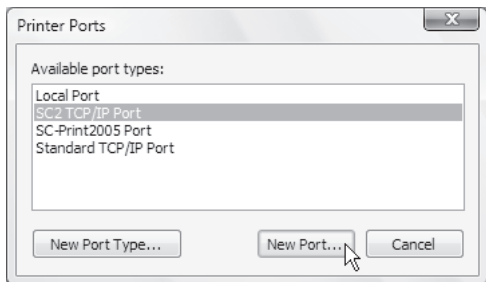 Printer Ports
Available port types:
Local Port
SC2 TCP/IP Port
SC-Print2005 Port
Standard TCP/IP Port
New Port Type... New Port... Cancel